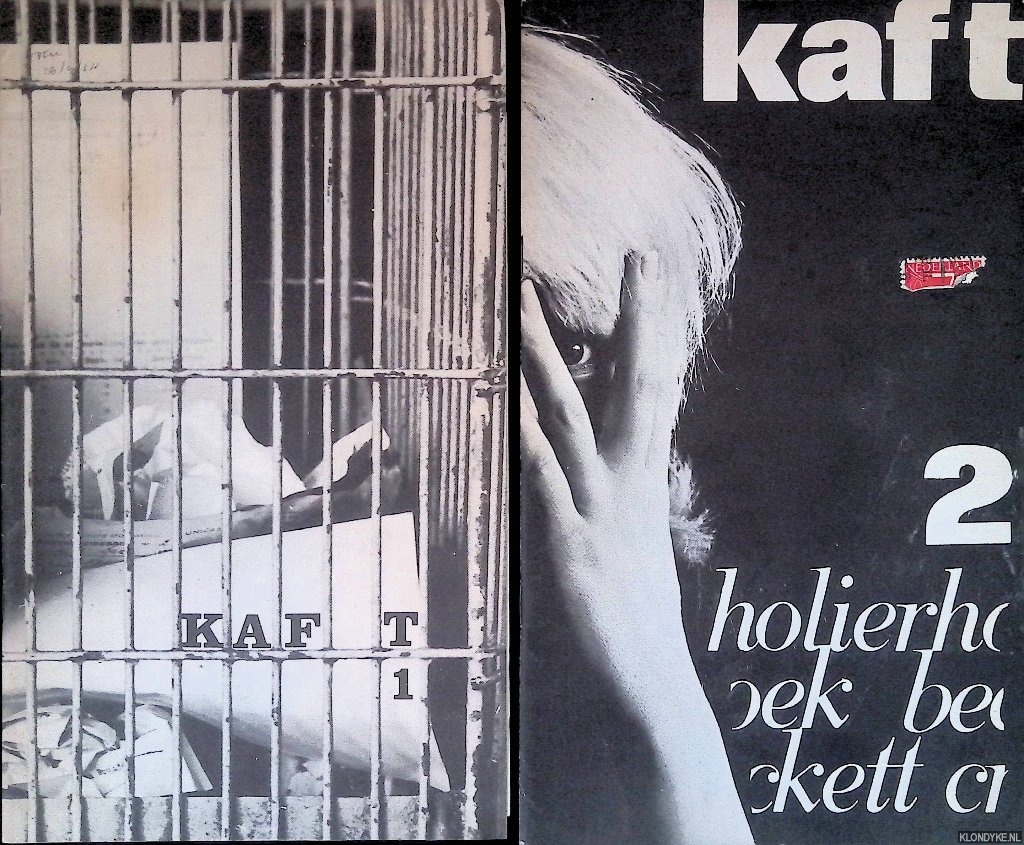 KAF T
1
kaft
NEDERLAND
2
holierho
oek bec
ckett cr
KLONDYKE.NL